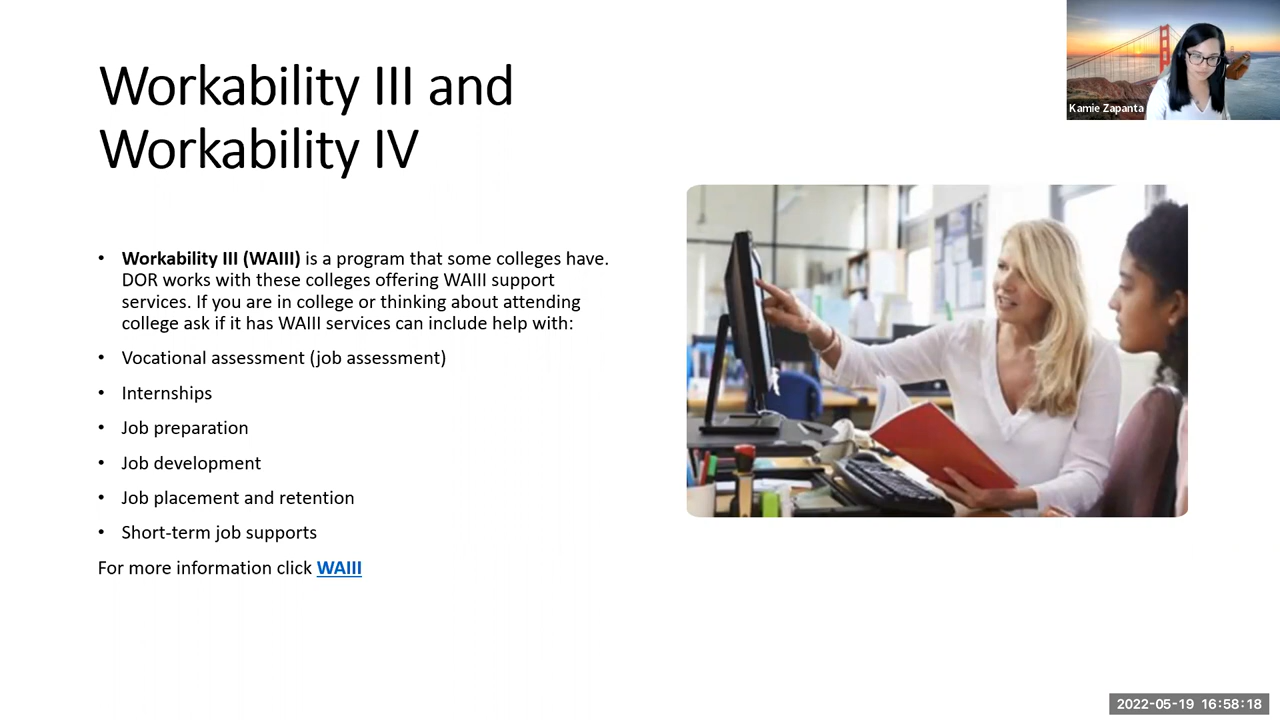 Workability III and
Workability IV
Kamie Zapanta
• Workability III (WAIII) is a program that some colleges have.
DOR works with these colleges offering WAIII support
services. If you are in college or thinking about attending
college ask if it has WAIII services can include help with:
• Vocational assessment (job assessment)
• Internships
• Job preparation
• Job development
• Job placement and retention
• Short-term job supports
For more information click WAIII
2022-05-19 16:58:18